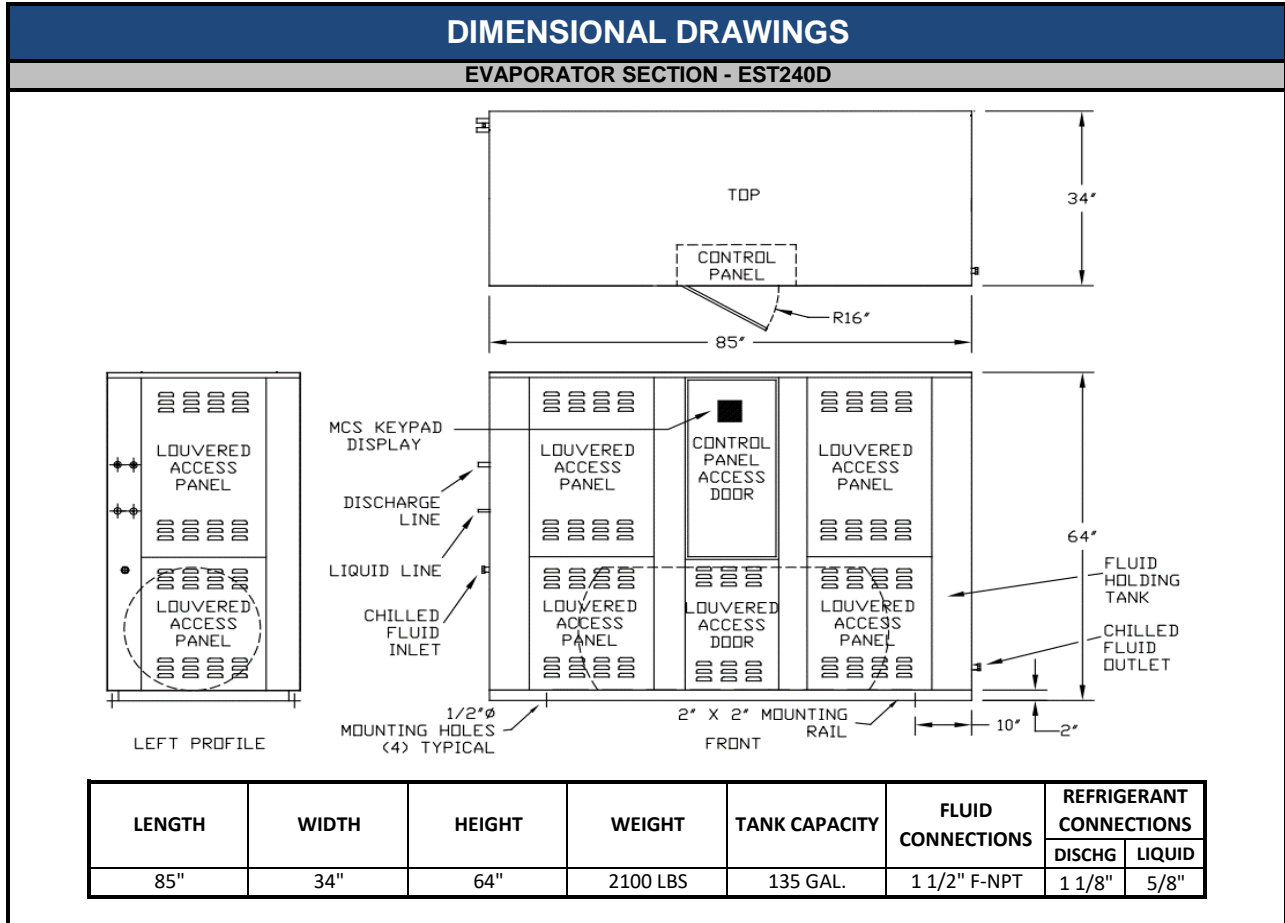 DIMENSIONAL DRAWINGS
EVAPORATOR SECTION - EST240D
TOP
34"
CONTROL
PANEL
R16"
85"
LOUVERED
ACCESS
PANEL
LOUVERED
ACCESS
PANEL
LEFT PROFILE
MCS KEYPAD
DISPLAY
DISCHARGE
LINE
LIQUID LINE
CHILLED
FLUID
INLET
LOUVERED
ACCESS
PANEL
CONTROL
PANEL
ACCESS
DOOR
LOUVERED
ACCESS
PANEL
LOUVERED
ACCESS
PANEL
LOUVERED
ACCESS
DOOR
LOUVERED
ACCESS
PANEL
64"
FLUID
HOLDING
TANK
CHILLED
FLUID
OUTLET
1/2"Ø
MOUNTING HOLES
(4) TYPICAL
2" X 2" MOUNTING
RAIL
FRONT
10"
2"
LENGTH WIDTH HEIGHT WEIGHT TANK CAPACITY FLUID CONNECTIONS REFRIGERANT CONNECTIONS
DISCHG LIQUID
85" 34" 64" 2100 LBS 135 GAL. 1 1/2" F-NPT 1 1/8" 5/8"